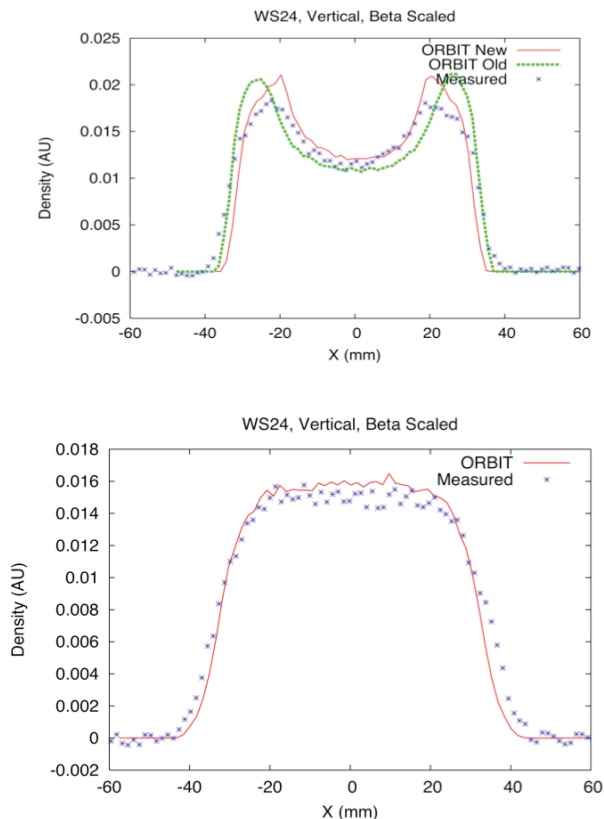 WS24, Vertical, Beta Scaled
ORBIT New
ORBIT Old
Measured
0.025
0.02
0.015
0.01
0.005
0
-0.005
Density (AU)
-60 -40 -20 0 20 40 60
X (mm)
WS24, Vertical, Beta Scaled
ORBIT
Measured
0.018
0.016
0.014
0.012
0.01
0.008
0.006
0.004
0.002
0
-0.002
Density (AU)
-60 -40 -20 0 20 40 60
X (mm)